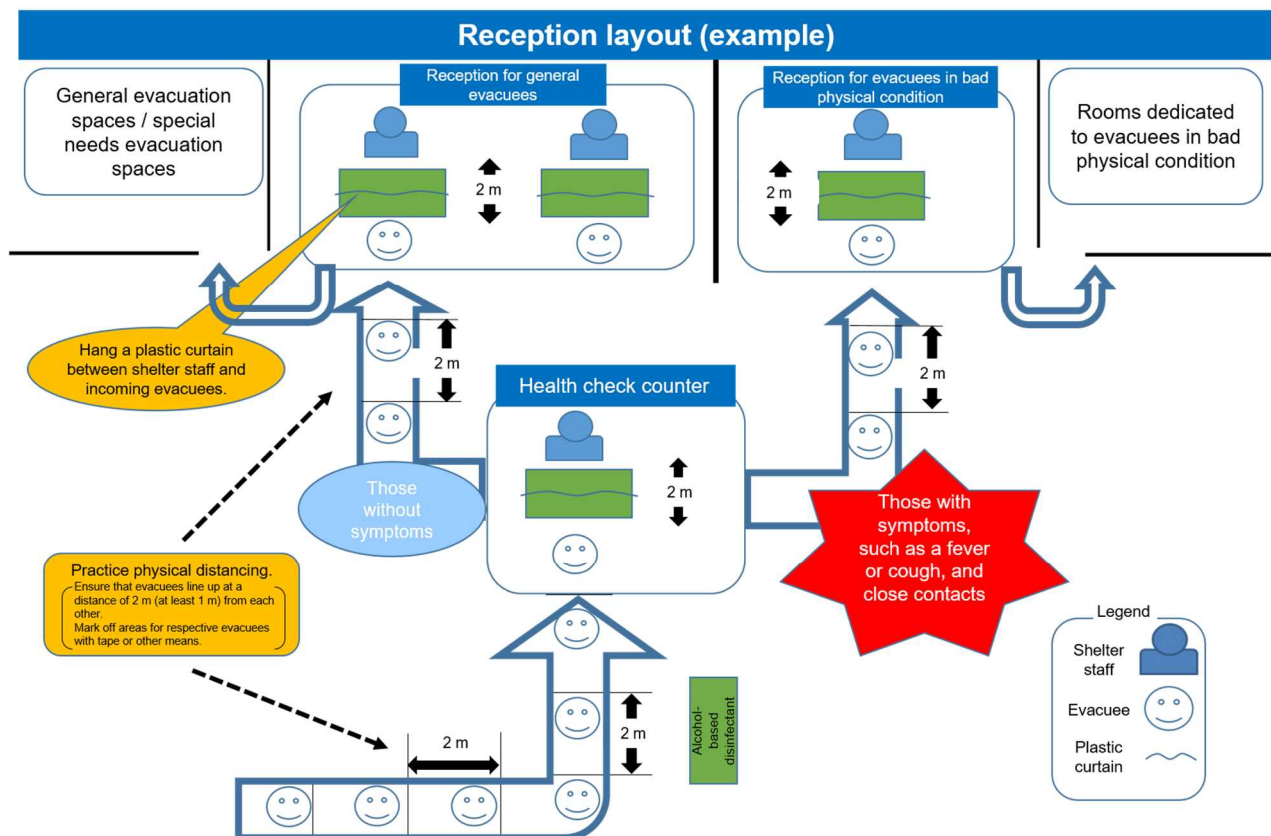 Reception layout (example)
General evacuation
spaces / special
needs evacuation
spaces
Reception for general
evacuees
2 m
Reception for evacuees in bad
physical condition
2 m
Rooms dedicated
to evacuees in bad
physical condition
Hang a plastic curtain
between shelter staff and
incoming evacuees.
2 m
2 m
Health check counter
2 m
Those
without
symptoms
Those with
symptoms,
such as a fever
or cough, and
close contacts
Practice physical distancing.
Ensure that evacuees line up at a
distance of 2 m (at least 1 m) from each
other.
Mark off areas for respective evacuees
with tape or other means.
2 m
2 m
Alcohol-
based
disinfectant
Legend
Shelter
staff
Evacuee
Plastic
curtain